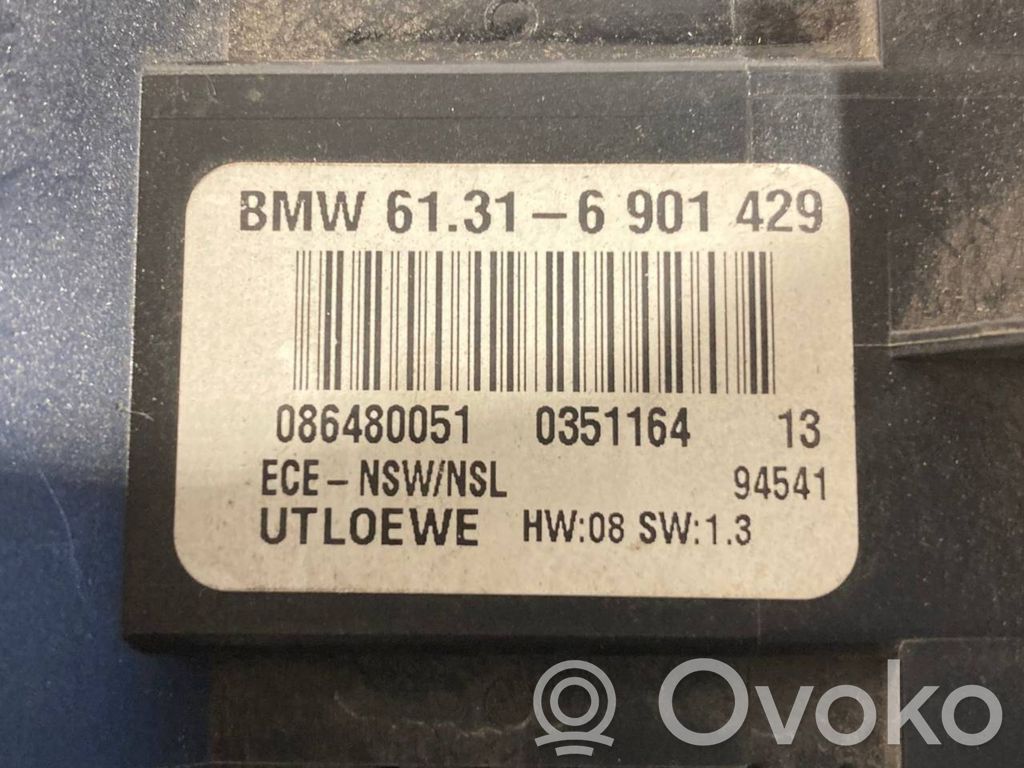 BMW 61.31-6 901 429
086480051 0351164 13
ECE-NSW/NSL 94541
UTLOEWE HW:08 SW:1.3
Ovoko